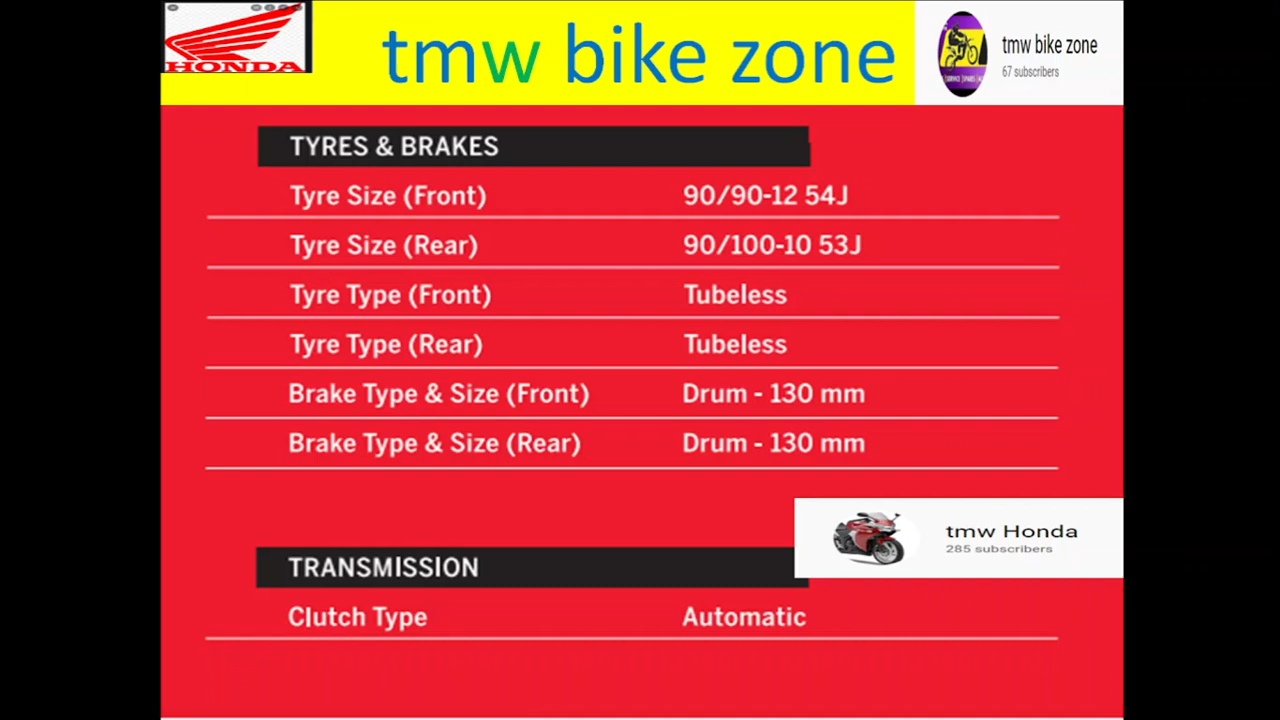 HONDA
tmw bike zone
tmw bike zone
67 subscribers
TYRES & BRAKES
Tyre Size (Front) 90/90-12 54J
Tyre Size (Rear) 90/100-10 53J
Tyre Type (Front) Tubeless
Tyre Type (Rear) Tubeless
Brake Type & Size (Front) Drum - 130 mm
Brake Type & Size (Rear) Drum - 130 mm
tmw Honda
285 subscribers
TRANSMISSION
Clutch Type Automatic